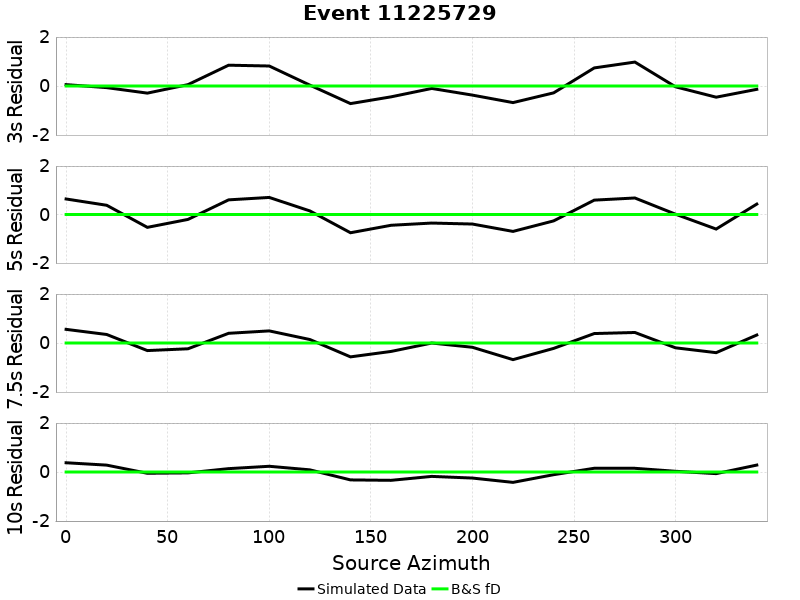 Event 11225729
3s Residual
2
0
-2
5s Residual
2
0
-2
7.5s Residual
2
0
-2
10s Residual
2
0
-2
0 50 100 150 200 250 300
Source Azimuth
Simulated Data B&S fD